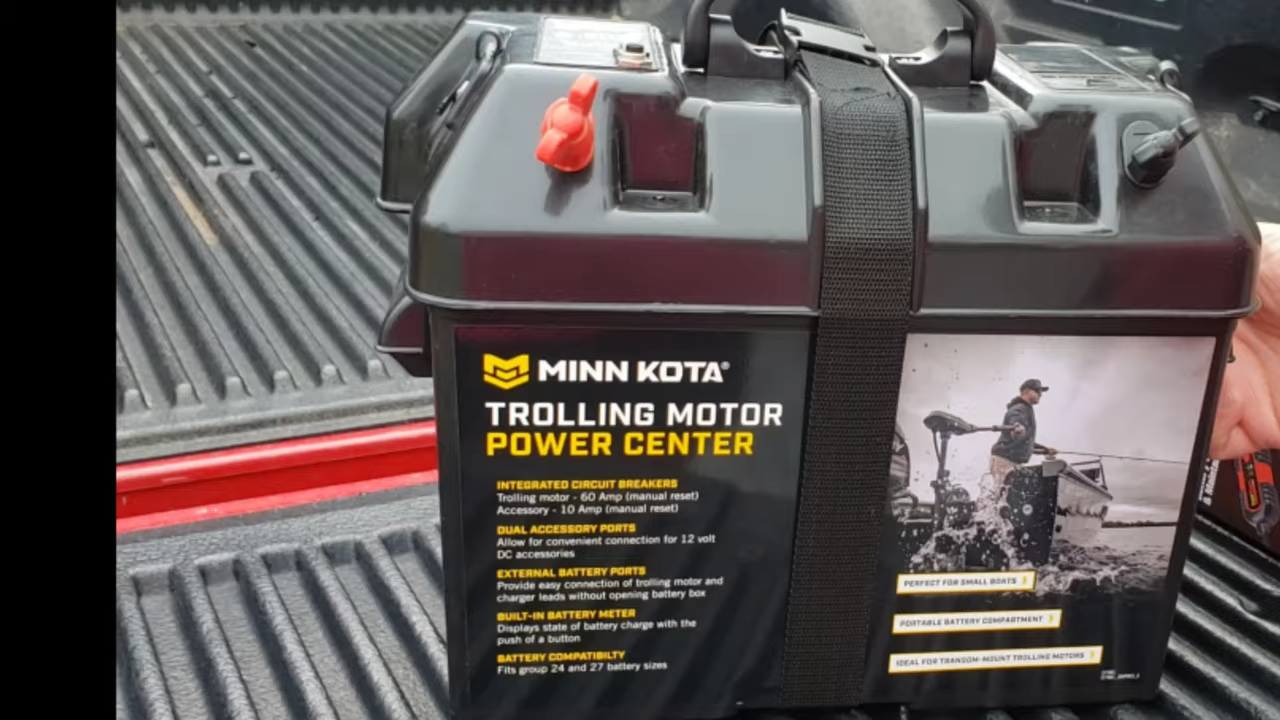 MINN KOTA®
TROLLING MOTOR
POWER CENTER
INTEGRATED CIRCUIT BREAKERS
Trolling motor - 60 Amp (manual reset)
Accessory - 10 Amp (manual reset)
DUAL ACCESSORY PORTS
Allow for convenient connection for 12 volt
DC accessories
EXTERNAL BATTERY PORTS
Provide easy connection of trolling motor and
charger leads without opening battery box
BUILT-IN BATTERY METER
Displays state of battery charge with the
push of a button
BATTERY COMPATIBILTY
Fits group 24 and 27 battery sizes
PERFECT FOR SMALL BOATS
PORTABLE BATTERY COMPARTMENT
IDEAL FOR TRANSOM-MOUNT TROLLING MOTORS